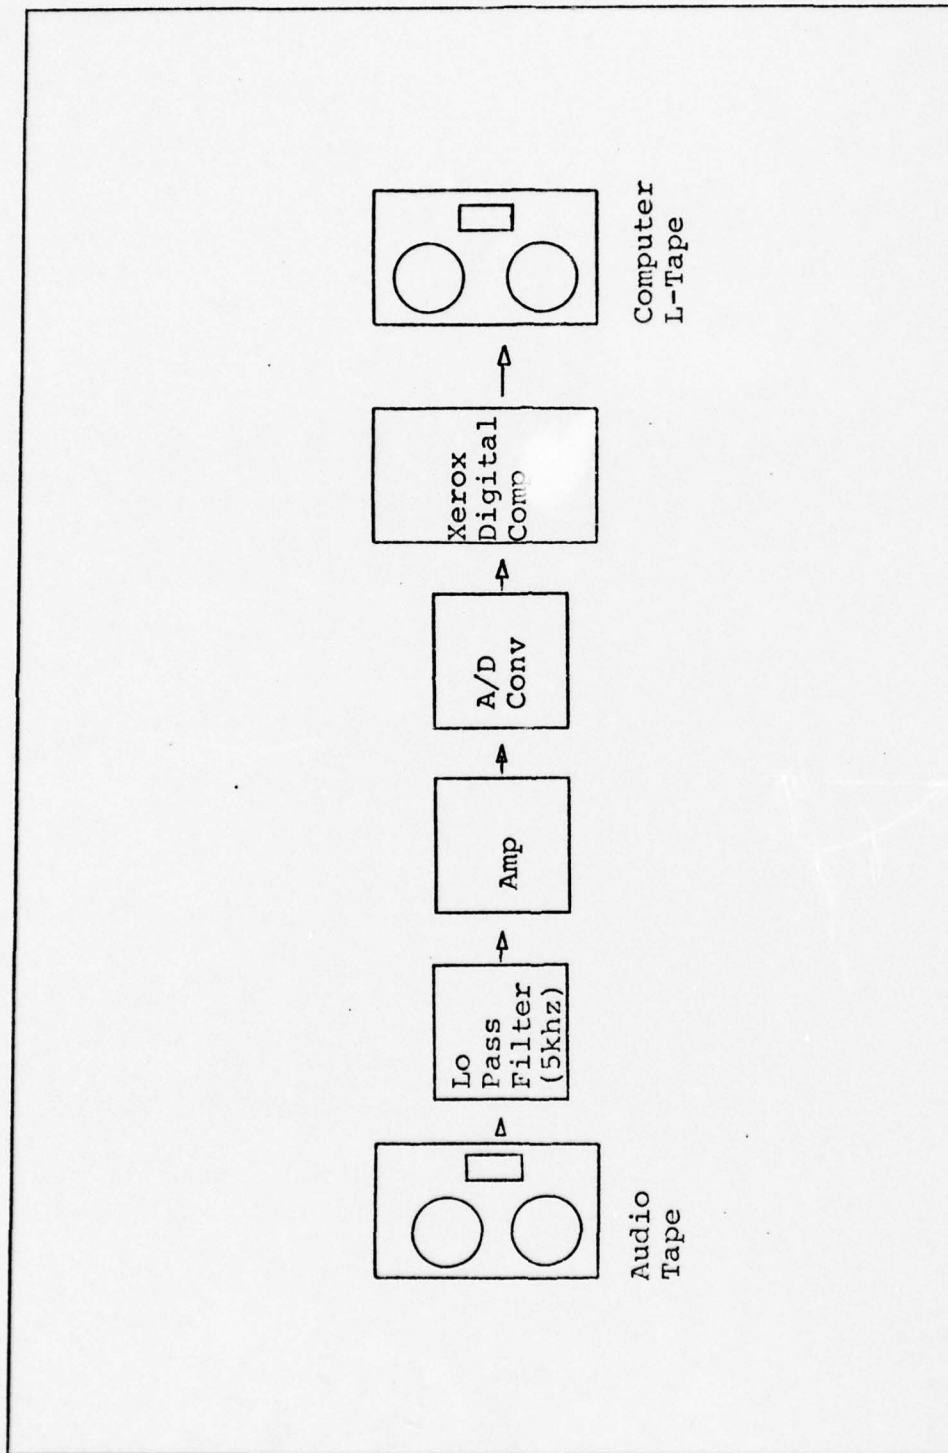 Audio
Tape
Lo
Pass
Filter
(5khz)
Amp
A/D
Conv
Xerox
Digital
Comp
Computer
L-Tape